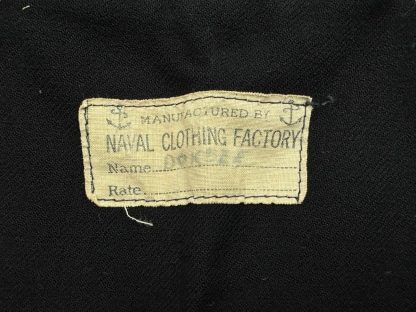 MANUFACTURED BY
NAVAL CLOTHING FACTORY
Name
Rate